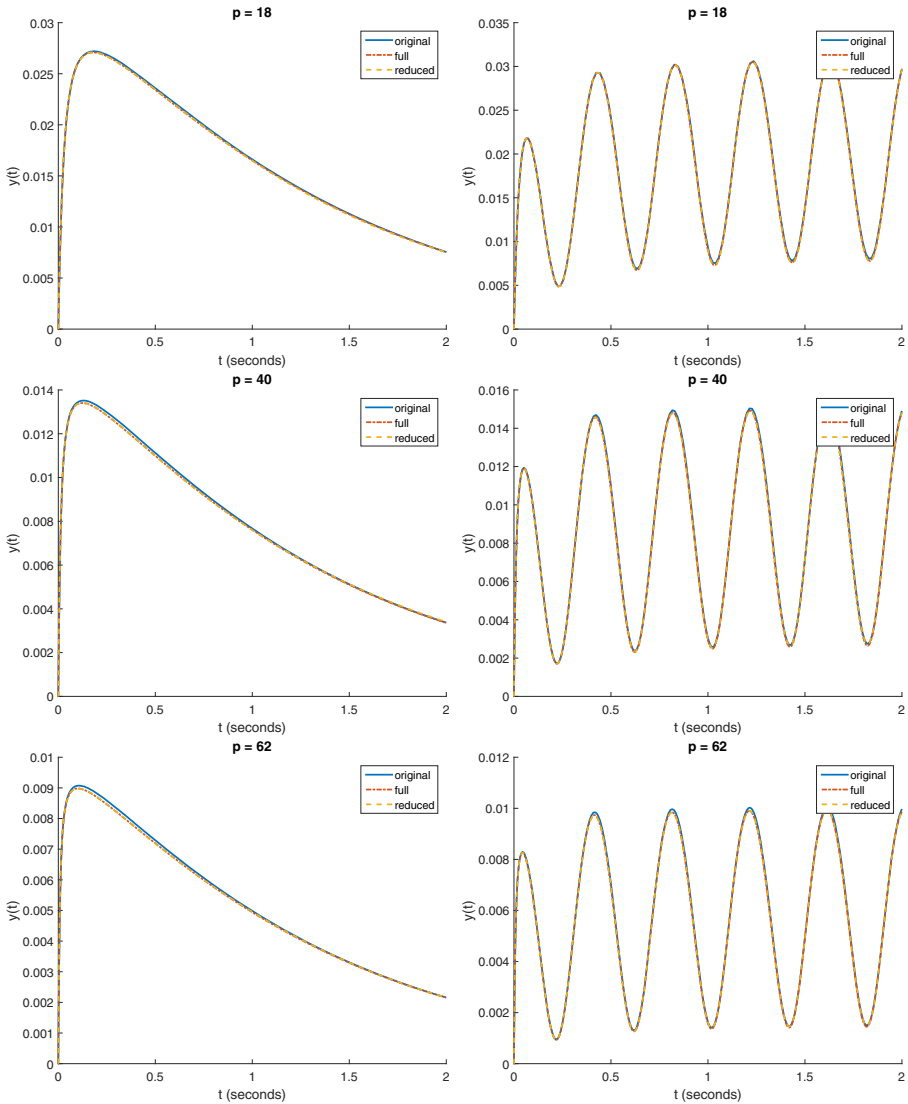 p = 18
0.03
0.025
0.02
0.015
0.01
0.005
0
y(t)
original
full
reduced
0 0.5 1 1.5 2
t (seconds)
p = 18
0.035
0.03
0.025
0.02
0.015
0.01
0.005
0
y(t)
original
full
reduced
0 0.5 1 1.5 2
t (seconds)
p = 40
0.014
0.012
0.01
0.008
0.006
0.004
0.002
0
y(t)
original
full
reduced
0 0.5 1 1.5 2
t (seconds)
p = 40
0.016
0.014
0.012
0.01
0.008
0.006
0.004
0.002
0
y(t)
original
full
reduced
0 0.5 1 1.5 2
t (seconds)
p = 62
0.01
0.009
0.008
0.007
0.006
0.005
0.004
0.003
0.002
0.001
0
y(t)
original
full
reduced
0 0.5 1 1.5 2
t (seconds)
p = 62
0.012
0.01
0.008
0.006
0.004
0.002
0
y(t)
original
full
reduced
0 0.5 1 1.5 2
t (seconds)